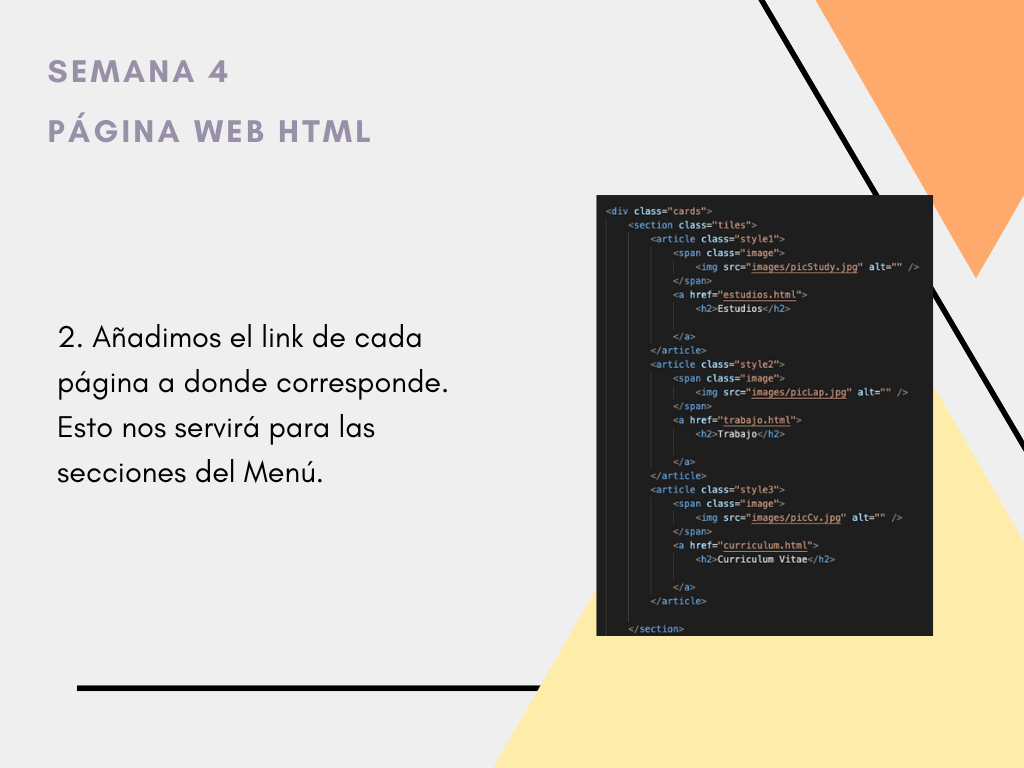 SEMANA 4
PÁGINA WEB HTML
2. Añadimos el link de cada
página a donde corresponde.
Esto nos servirá para las
secciones del Menú.
<div class="cards">
<section class="tiles">
<article class="style1">
<span class="image">
<img src="images/picStudy.jpg" alt="" />
</span>
<a href="estudios.html">
<h2>Estudios</h2>
</a>
</article>
<article class="style2">
<span class="image">
<img src="images/picLap.jpg" alt="" />
</span>
<a href="trabajo.html">
<h2>Trabajo</h2>
</a>
</article>
<article class="style3">
<span class="image">
<img src="images/picCv.jpg" alt="" />
</span>
<a href="curriculum.html">
<h2>Curriculum Vitae</h2>
</a>
</article>
</section>